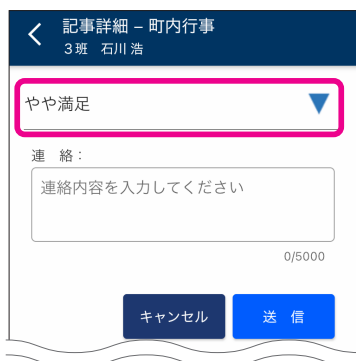 記事詳細 – 町内行事
3班 石川 浩
やや満足
連 絡：
連絡内容を入力してください
0/5000
キャンセル 送 信